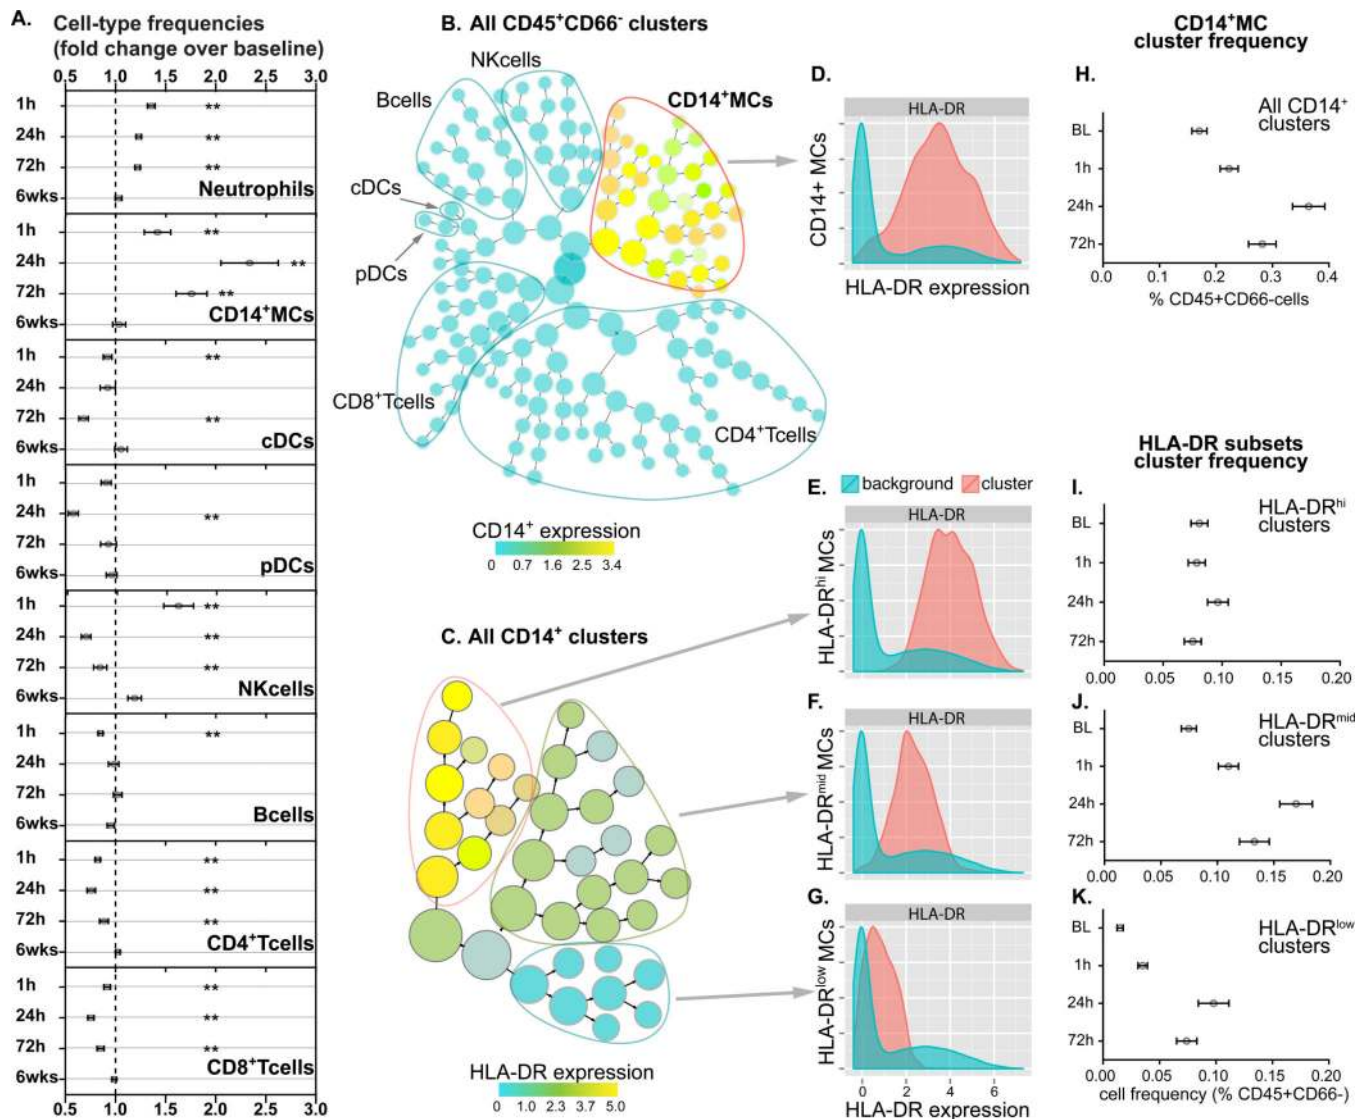 A. Cell-type frequencies
(fold change over baseline)
0.5 1.0 1.5 2.0 2.5 3.0
1h **
24h **
72h **
6wks Neutrophils
1h **
24h **
72h **
6wks CD14⁺MCs
1h **
24h
72h **
6wks cDCs
1h
24h **
72h
6wks pDCs
1h **
24h **
72h **
6wks NKcells
1h **
24h
72h
6wks Bcells
1h **
24h **
72h **
6wks CD4⁺Tcells
1h **
24h **
72h **
6wks CD8⁺Tcells
0.5 1.0 1.5 2.0 2.5 3.0
B. All CD45⁺CD66⁻ clusters
NKcells
Bcells
CD14⁺MCs
cDCs
pDCs
CD8⁺Tcells
CD4⁺Tcells
CD14⁺ expression
0 0.7 1.6 2.5 3.4
C. All CD14⁺ clusters
HLA-DR expression
0 1.0 2.5 3.8 5.0
D.
HLA-DR
CD14+ MCs
HLA-DR expression
E. background cluster
HLA-DR
HLA-DRʰⁱ MCs
0 2 4 6
F.
HLA-DR
HLA-DRᵐⁱᵈ MCs
0 2 4 6
G.
HLA-DR
HLA-DRˡᵒʷ MCs
0 2 4 6
HLA-DR expression
CD14⁺MC
cluster frequency
H. All CD14⁺
clusters
BL
1h
24h
72h
0.0 0.1 0.2 0.3 0.4
% CD45+CD66-cells
HLA-DR subsets
cluster frequency
I. HLA-DRʰⁱ
clusters
BL
1h
24h
72h
0.00 0.05 0.10 0.15 0.20
J. HLA-DRᵐⁱᵈ
clusters
BL
1h
24h
72h
0.00 0.05 0.10 0.15 0.20
K. HLA-DRˡᵒʷ
clusters
BL
1h
24h
72h
0.00 0.05 0.10 0.15 0.20
cell frequency (% CD45+CD66-)